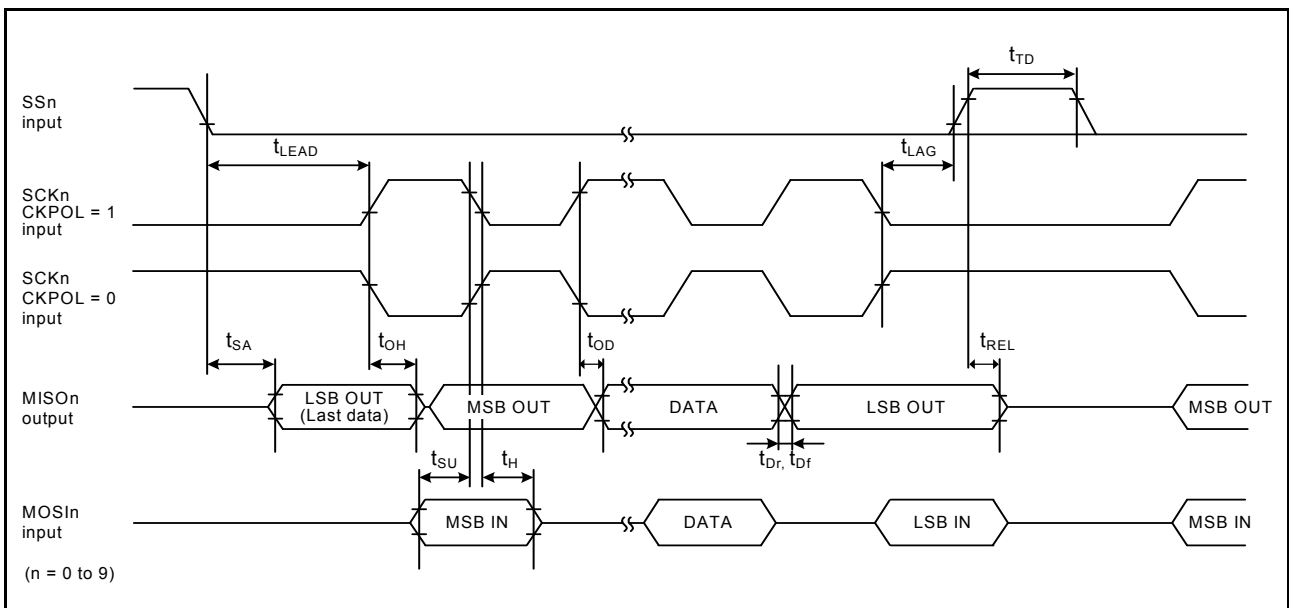 tTD
SSn
input
tLEAD
tLAG
SCKn
CKPOL = 1
input
SCKn
CKPOL = 0
input
tSA
tOH
tOD
tREL
MISOn
output
LSB OUT
(Last data)
MSB OUT
DATA
LSB OUT
MSB OUT
tSU
tH
tDr, tDf
MOSIn
input
MSB IN
DATA
LSB IN
MSB IN
(n = 0 to 9)